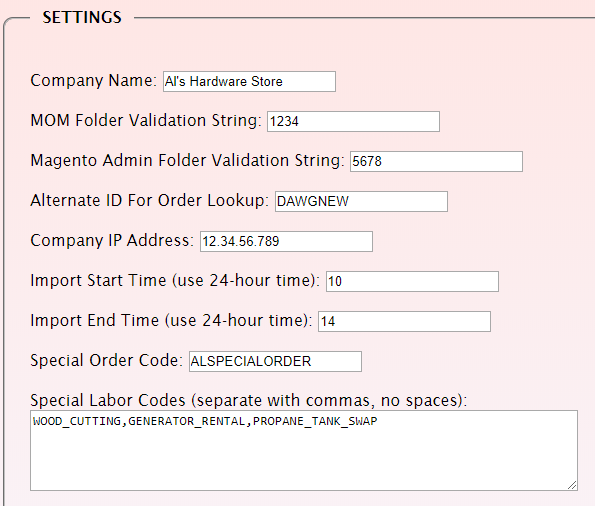 SETTINGS
Company Name: Al's Hardware Store
MOM Folder Validation String: 1234
Magento Admin Folder Validation String: 5678
Alternate ID For Order Lookup: DAWGNEW
Company IP Address: 12.34.56.789
Import Start Time (use 24-hour time): 10
Import End Time (use 24-hour time): 14
Special Order Code: ALSPECIALORDER
Special Labor Codes (separate with commas, no spaces):
WOOD_CUTTING,GENERATOR_RENTAL,PROPANE_TANK_SWAP